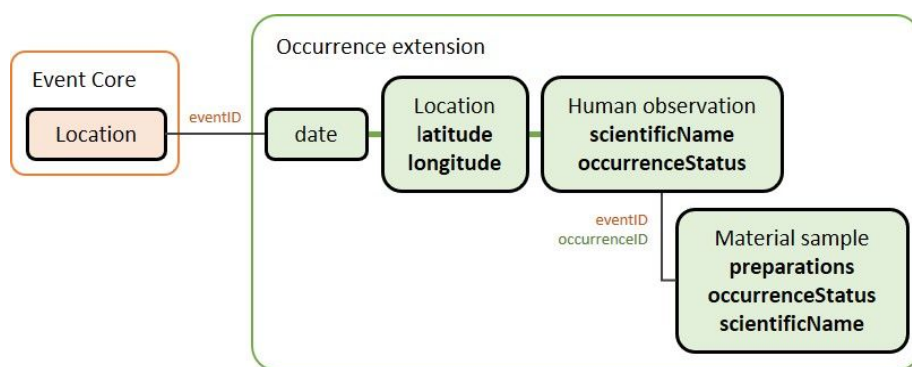 Occurrence extension
Event Core
Location
eventID
date
Location
latitude
longitude
Human observation
scientificName
occurrenceStatus
eventID
occurrenceID
Material sample
preparations
occurrenceStatus
scientificName